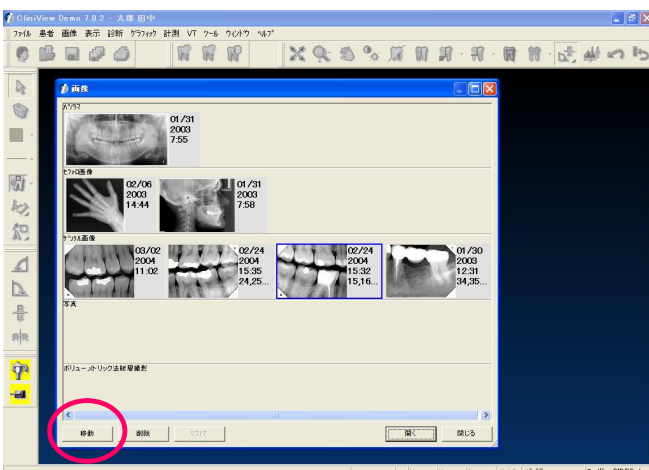 CliniView Demo 7.0.2 - 太郎 田中
ファイル 患者 画像 表示 診断 グラフィック 計測 VT ツール ウィンドウ ヘルプ
画像
パノラマ
01/31
2003
7:55
セファロ画像
02/06
2003
14:44
01/31
2003
7:58
デンタル画像
03/02
2004
11:02
02/24
2004
15:35
24,25...
02/24
2004
15:32
15,16...
01/30
2003
12:31
34,35...
写真
ボリューメトリック法断層撮影
移動 削除 リストア 開く 閉じる